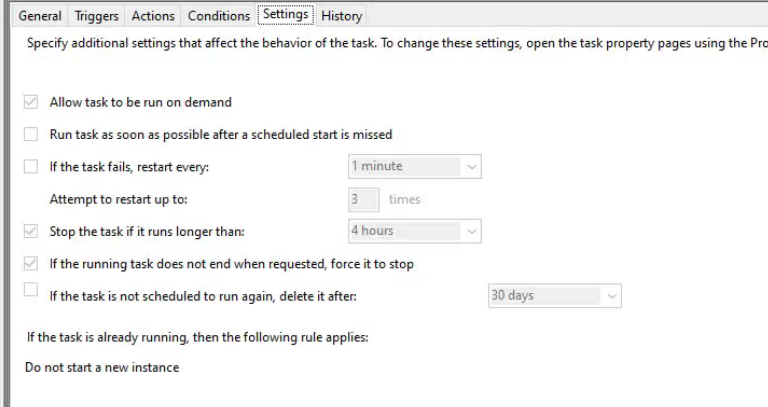 General Triggers Actions Conditions Settings History
Specify additional settings that affect the behavior of the task. To change these settings, open the task property pages using the Pro
Allow task to be run on demand
Run task as soon as possible after a scheduled start is missed
If the task fails, restart every: 1 minute
Attempt to restart up to: 3 times
Stop the task if it runs longer than: 4 hours
If the running task does not end when requested, force it to stop
If the task is not scheduled to run again, delete it after: 30 days
If the task is already running, then the following rule applies:
Do not start a new instance